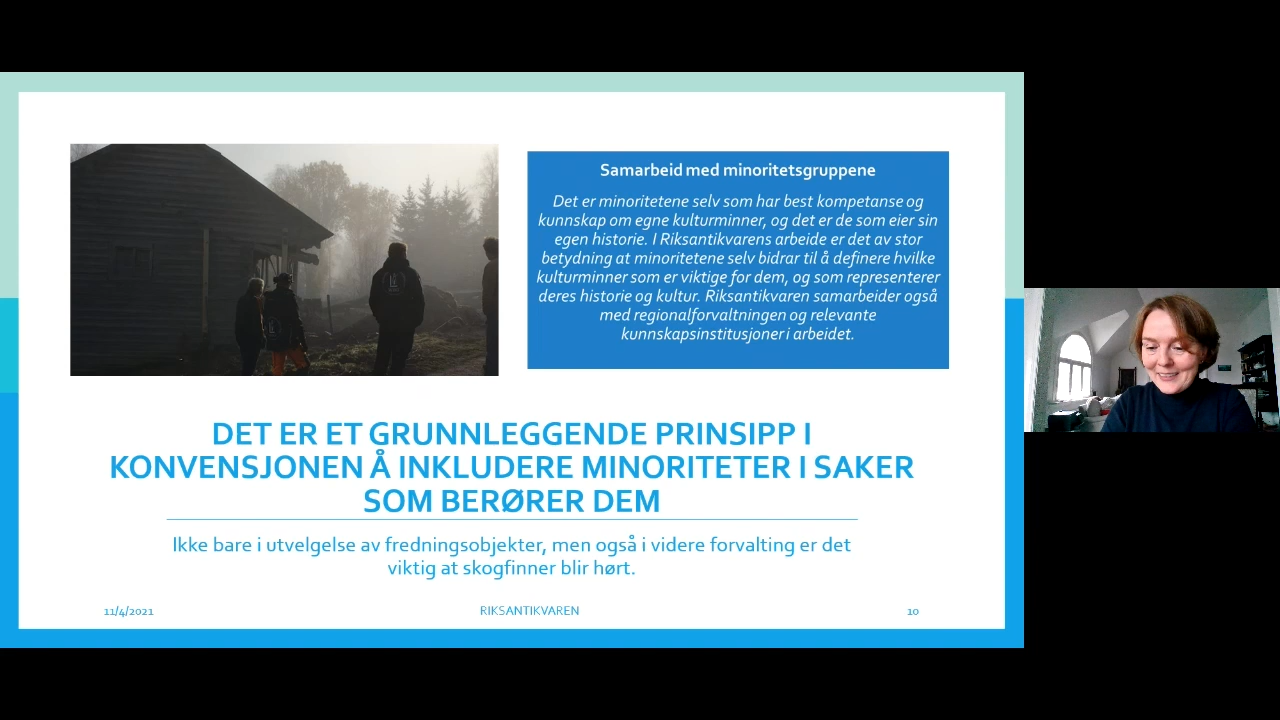 Samarbeid med minoritetsgruppene
Det er minoritetene selv som har best kompetanse og
kunnskap om egne kulturminner, og det er de som eier sin
egen historie. I Riksantikvarens arbeide er det av stor
betydning at minoritetene selv bidrar til å definere hvilke
kulturminner som er viktige for dem, og som representerer
deres historie og kultur. Riksantikvaren samarbeider også
med regionalforvaltningen og relevante
kunnskapsinstitusjoner i arbeidet.
DET ER ET GRUNNLEGGENDE PRINSIPP I
KONVENSJONEN Å INKLUDERE MINORITETER I SAKER
SOM BERØRER DEM
Ikke bare i utvelgelse av fredningsobjekter, men også i videre forvalting er det
viktig at skogfinner blir hørt.
11/4/2021
RIKSANTIKVAREN
10